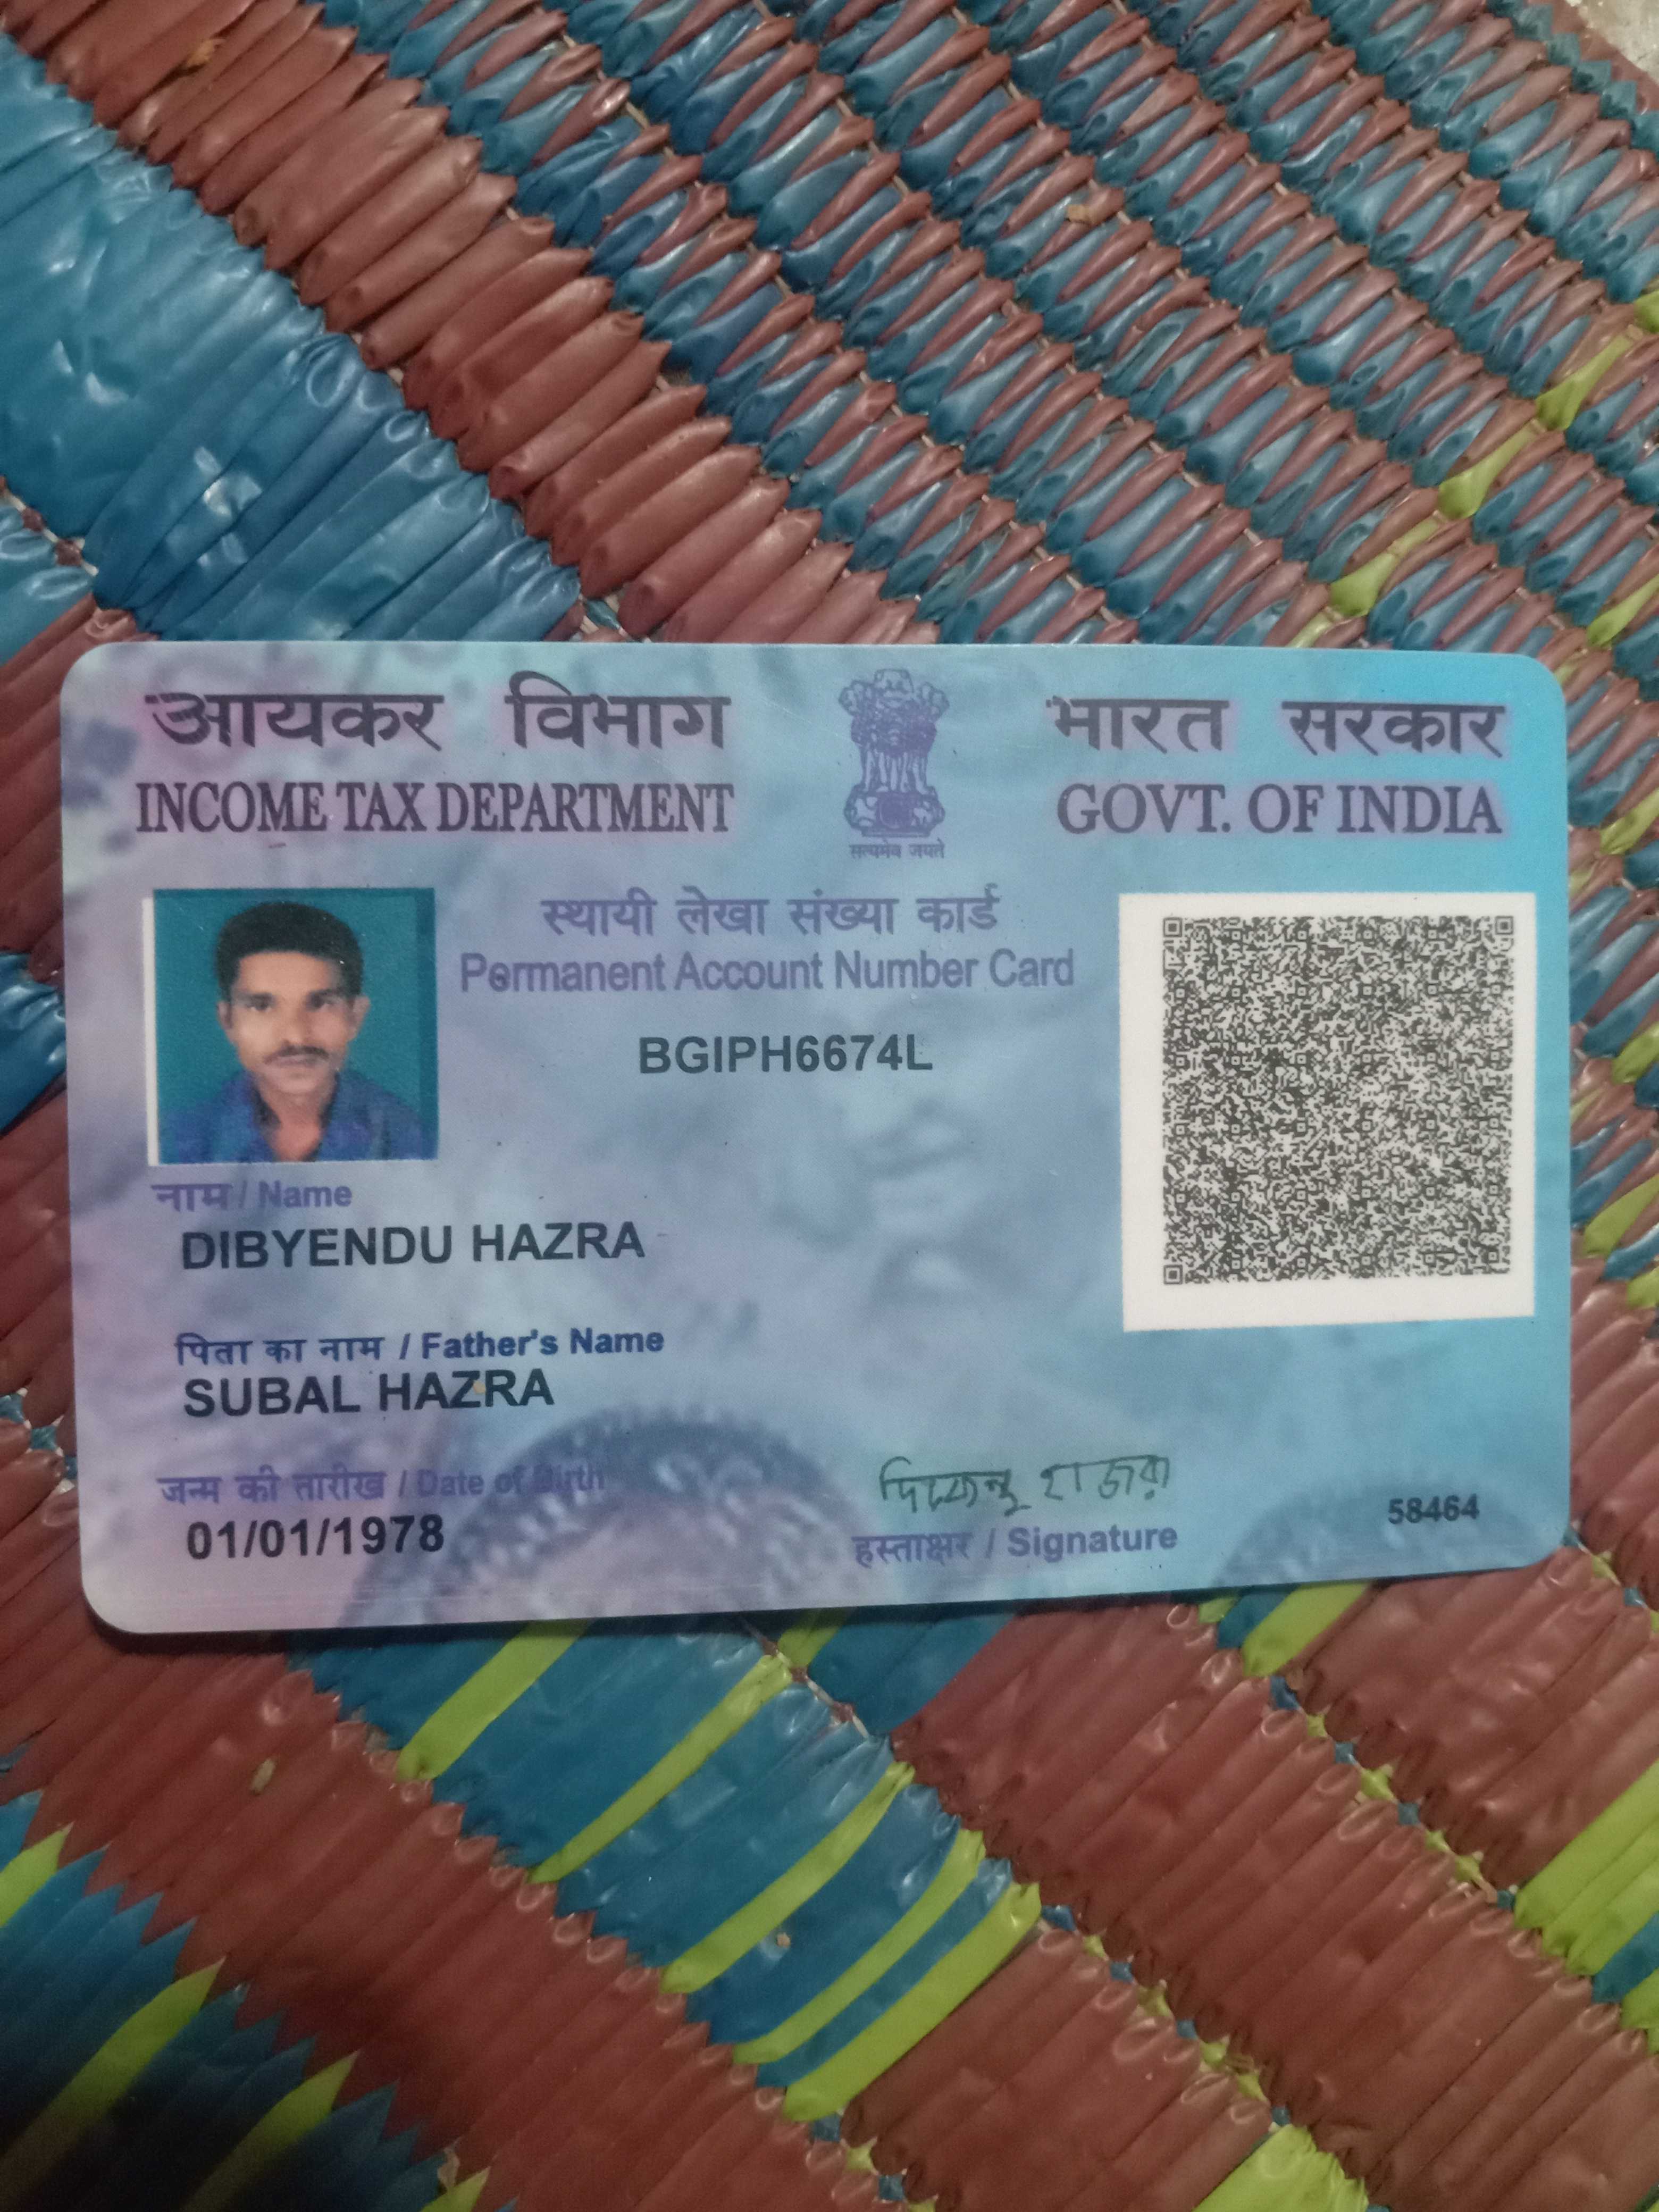 आयकर विभाग
INCOME TAX DEPARTMENT
सत्यमेव जयते
भारत सरकार
GOVT. OF INDIA
स्थायी लेखा संख्या कार्ड
Permanent Account Number Card
BGIPH6674L
नाम / Name
DIBYENDU HAZRA
पिता का नाम / Father's Name
SUBAL HAZRA
जन्म की तारीख / Date of Birth
01/01/1978
দিব্যেন্দু হাজরা
हस्ताक्षर / Signature
58464